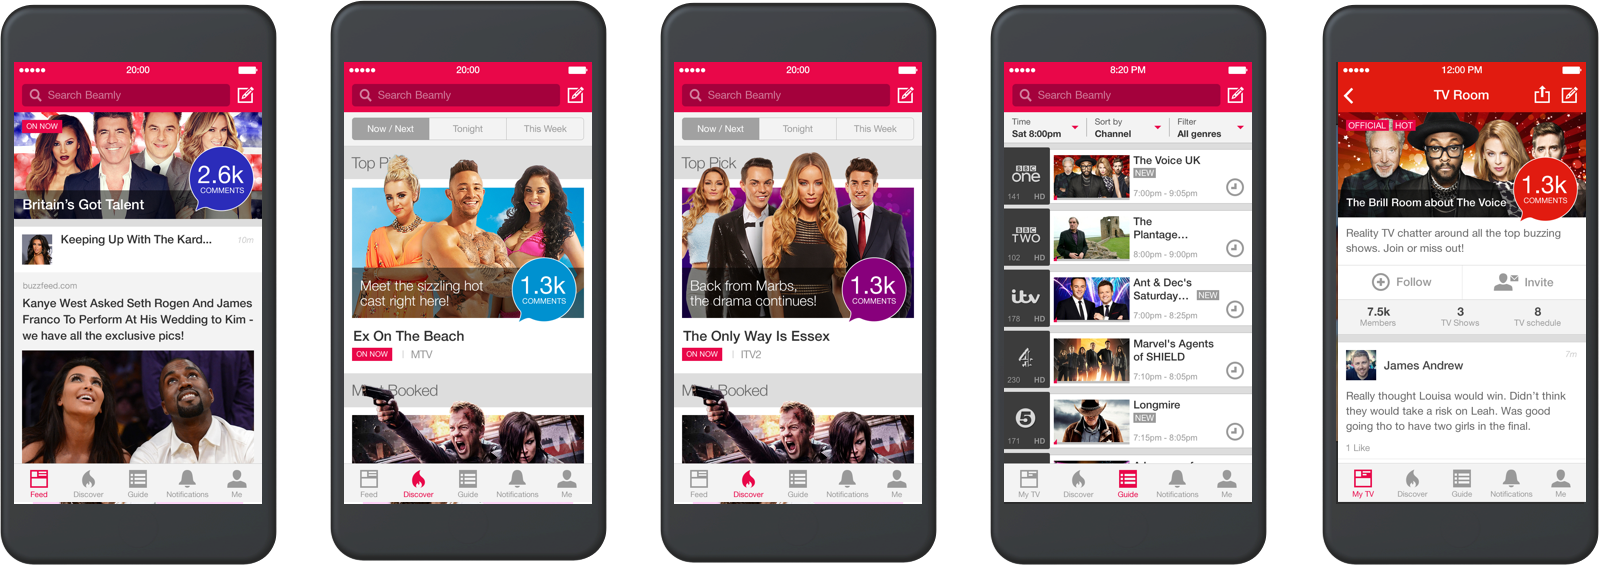 20:00
Search Beamly
ON NOW
2.6k
COMMENTS
Britain's Got Talent
Keeping Up With The Kard...
10m
buzzfeed.com
Kanye West Asked Seth Rogen And James
Franco To Perform At His Wedding to Kim -
we have all the exclusive pics!
Feed
Discover
Guide
Notifications
Me
20:00
Search Beamly
Now / Next
Tonight
This Week
Top Pick
Meet the sizzling hot
cast right here!
1.3k
COMMENTS
Ex On The Beach
ON NOW
MTV
Most Booked
Feed
Discover
Guide
Notifications
Me
20:00
Search Beamly
Now / Next
Tonight
This Week
Top Pick
Back from Marbs,
the drama continues!
1.3k
COMMENTS
The Only Way Is Essex
ON NOW
ITV2
Most Booked
Feed
Discover
Guide
Notifications
Me
8:20 PM
Search Beamly
Time
Sat 8:00pm
Sort by
Channel
Filter
All genres
BBC
one
141 HD
The Voice UK
NEW
7:00pm - 9:05pm
BBC
TWO
102 HD
The
Plantage...
8:00pm - 9:00pm
itv
178 HD
Ant & Dec's
Saturday... NEW
7:00pm - 8:25pm
4
230 HD
Marvel's Agents
of SHIELD
7:10pm - 8:05pm
5
171 HD
Longmire
NEW
7:15pm - 8:05pm
My TV
Discover
Guide
Notifications
Me
12:00 PM
TV Room
OFFICIAL HOT
1.3k
COMMENTS
The Brill Room about The Voice
Reality TV chatter around all the top buzzing
shows. Join or miss out!
Follow
Invite
7.5k
Members
3
TV Shows
8
TV schedule
7m
James Andrew
Really thought Louisa would win. Didn't think
they would take a risk on Leah. Was good
going tho to have two girls in the final.
1 Like
My TV
Discover
Guide
Notifications
Me